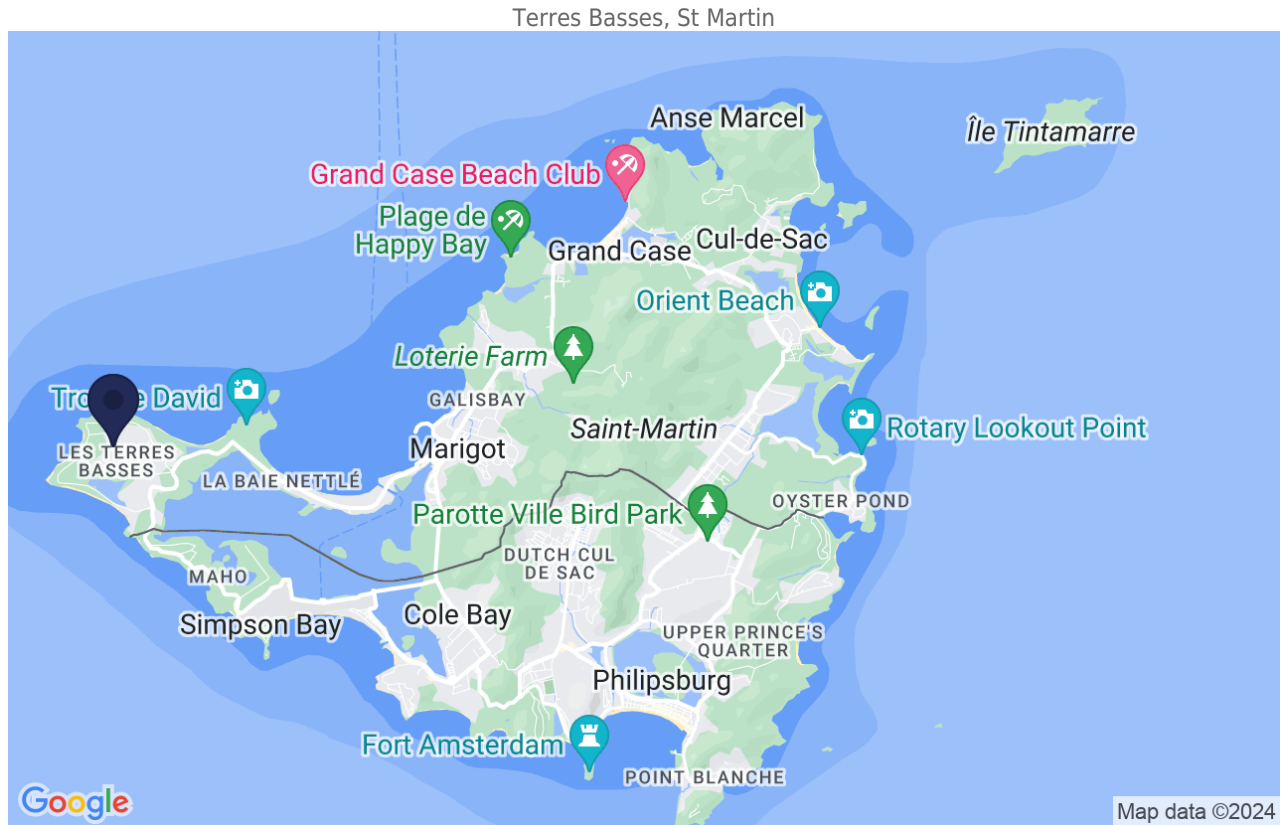 Terres Basses, St Martin
Anse Marcel
Île Tintamarre
Grand Case Beach Club
Plage de
Happy Bay
Grand Case
Cul-de-Sac
Orient Beach
Loterie Farm
David
GALISBAY
Saint-Martin
Rotary Lookout Point
Marigot
LES TERRES
BASSES
LA BAIE NETTLÉ
OYSTER POND
Parotte Ville Bird Park
DUTCH CUL
DE SAC
MAHO
Cole Bay
Simpson Bay
UPPER PRINCE'S
QUARTER
Philipsburg
Fort Amsterdam
POINT BLANCHE
Google
Map data ©2024